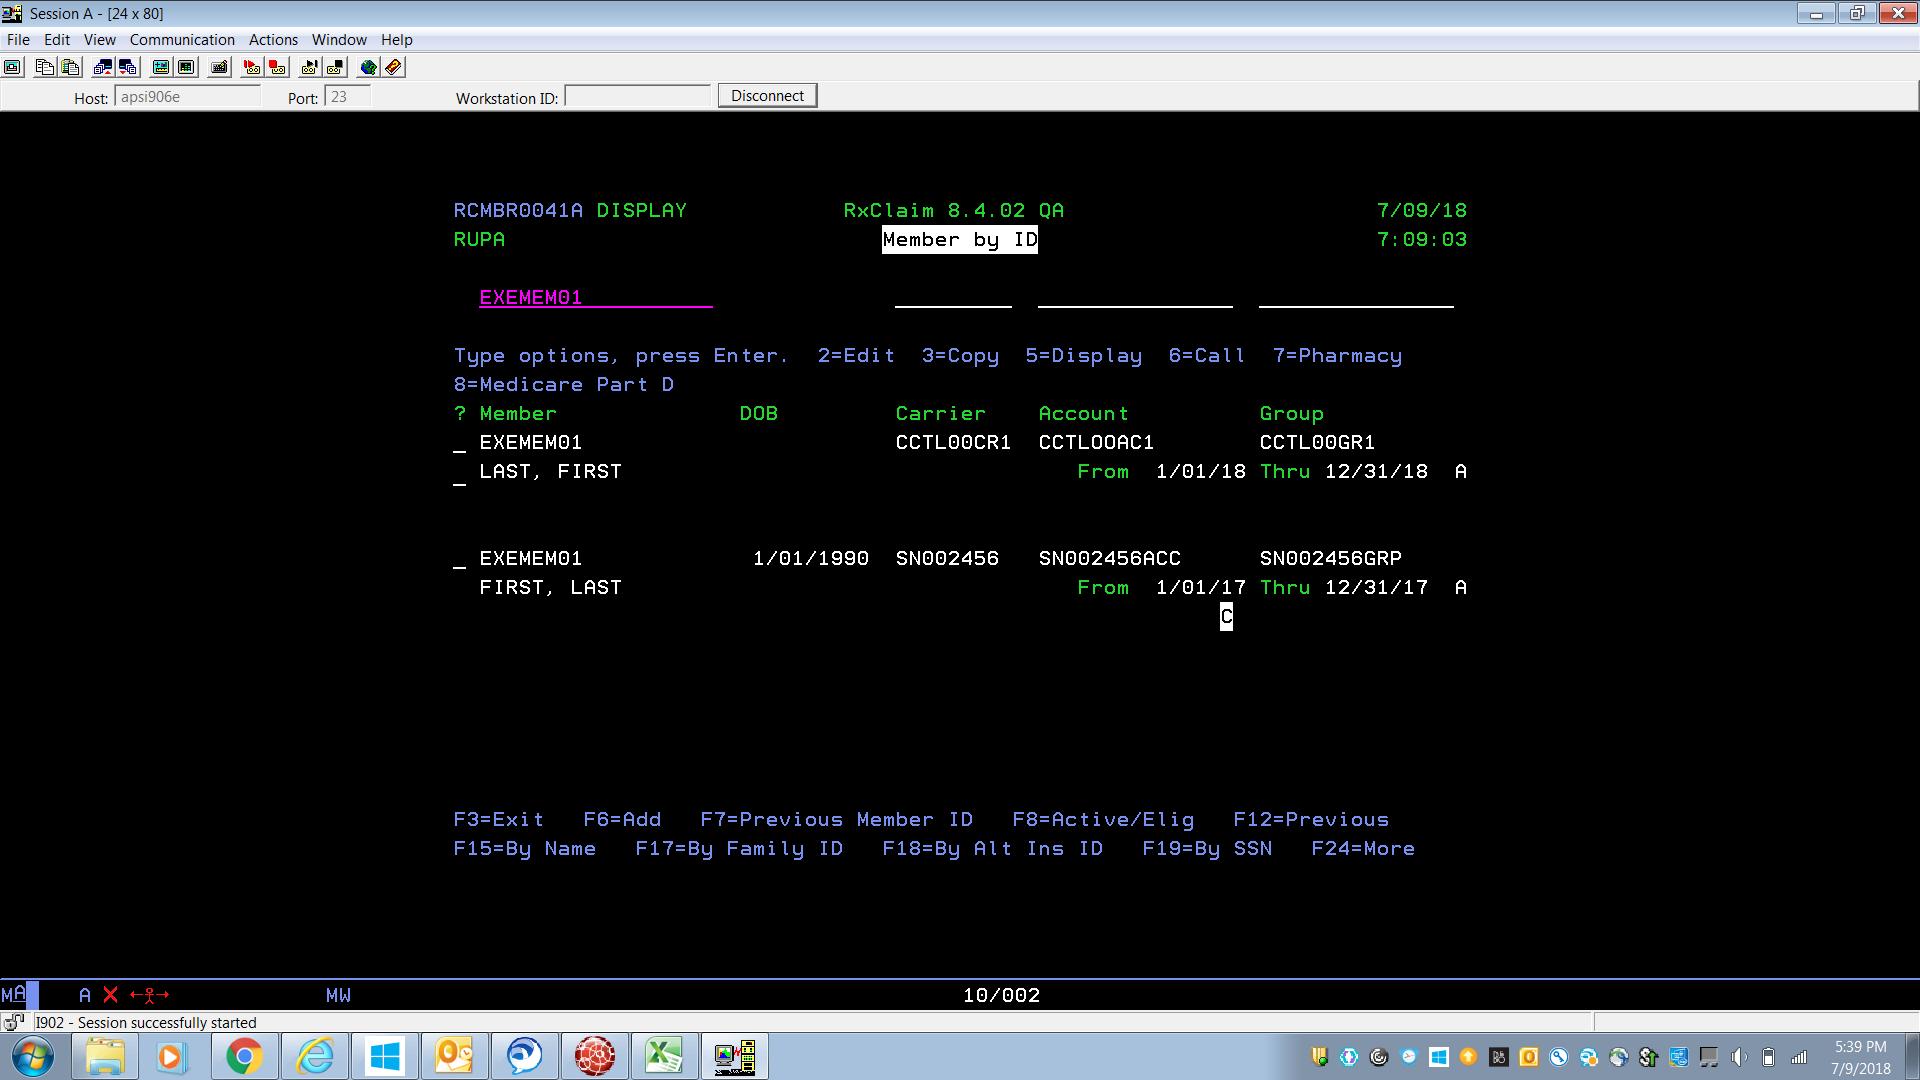 Session A - [24 x 80]
File Edit View Communication Actions Window Help
Host: apsi906e Port: 23 Workstation ID: Disconnect
RCMBR0041A DISPLAY RxClaim 8.4.02 QA 7/09/18
RUPA Member by ID 7:09:03
EXEMEM01
Type options, press Enter. 2=Edit 3=Copy 5=Display 6=Call 7=Pharmacy
8=Medicare Part D
? Member DOB Carrier Account Group
_ EXEMEM01 CCTL00CR1 CCTL00AC1 CCTL00GR1
_ LAST, FIRST From 1/01/18 Thru 12/31/18 A
_ EXEMEM01 1/01/1990 SN002456 SN002456ACC SN002456GRP
FIRST, LAST From 1/01/17 Thru 12/31/17 A
C
F3=Exit F6=Add F7=Previous Member ID F8=Active/Elig F12=Previous
F15=By Name F17=By Family ID F18=By Alt Ins ID F19=By SSN F24=More
MA A MW 10/002
I902 - Session successfully started
5:39 PM
7/9/2018